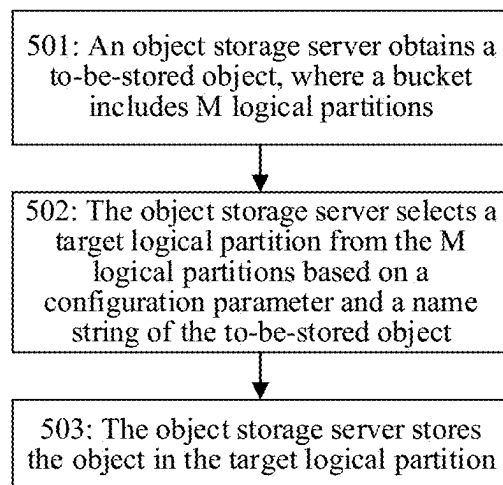 501: An object storage server obtains a
to-be-stored object, where a bucket
includes M logical partitions
502: The object storage server selects a
target logical partition from the M
logical partitions based on a
configuration parameter and a name
string of the to-be-stored object
503: The object storage server stores
the object in the target logical partition